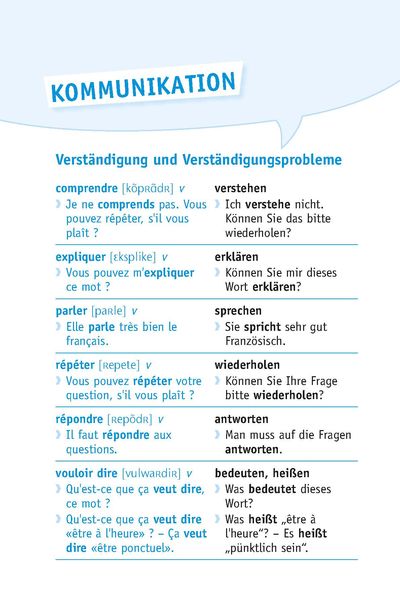 KOMMUNIKATION
Verständigung und Verständigungsprobleme
comprendre [kõpʀɑ̃dʀ] v
verstehen
Je ne comprends pas. Vous
pouvez répéter, s'il vous
plaît ?
Ich verstehe nicht.
Können Sie das bitte
wiederholen?
expliquer [ɛksplike] v
erklären
Vous pouvez m'expliquer
ce mot ?
Können Sie mir dieses
Wort erklären?
parler [paʀle] v
sprechen
Elle parle très bien le
français.
Sie spricht sehr gut
Französisch.
répéter [ʀepete] v
wiederholen
Vous pouvez répéter votre
question, s'il vous plaît ?
Können Sie Ihre Frage
bitte wiederholen?
répondre [ʀepõdʀ] v
antworten
Il faut répondre aux
questions.
Man muss auf die Fragen
antworten.
vouloir dire [vulwaʀdiʀ] v
bedeuten, heißen
Qu'est-ce que ça veut dire,
ce mot ?
Was bedeutet dieses
Wort?
Qu'est-ce que ça veut dire
«être à l'heure» ? – Ça veut
dire «être ponctuel».
Was heißt „être à
l'heure“? – Es heißt
„pünktlich sein“.